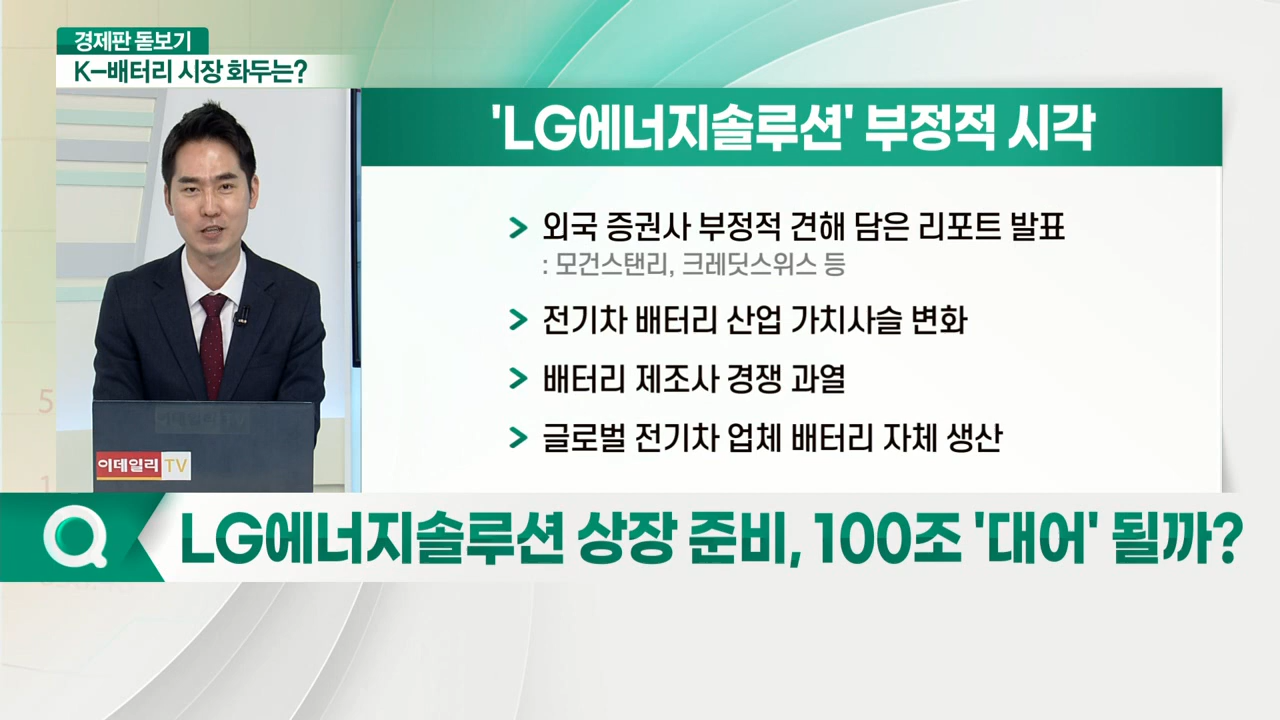 경제판 돋보기
K-배터리 시장 화두는?
'LG에너지솔루션' 부정적 시각
> 외국 증권사 부정적 견해 담은 리포트 발표
: 모건스탠리, 크레딧스위스 등
> 전기차 배터리 산업 가치사슬 변화
> 배터리 제조사 경쟁 과열
> 글로벌 전기차 업체 배터리 자체 생산
이데일리 TV
LG에너지솔루션 상장 준비, 100조 '대어' 될까?